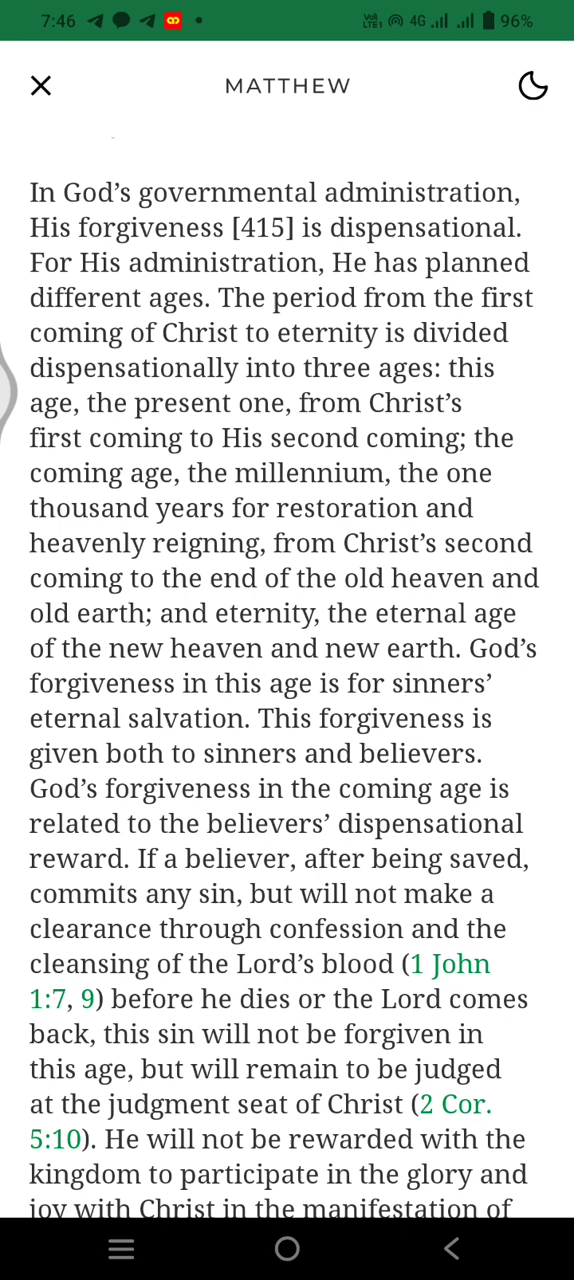 7:46
4G
96%
MATTHEW
In God’s governmental administration,
His forgiveness [415] is dispensational.
For His administration, He has planned
different ages. The period from the first
coming of Christ to eternity is divided
dispensationally into three ages: this
age, the present one, from Christ’s
first coming to His second coming; the
coming age, the millennium, the one
thousand years for restoration and
heavenly reigning, from Christ’s second
coming to the end of the old heaven and
old earth; and eternity, the eternal age
of the new heaven and new earth. God’s
forgiveness in this age is for sinners’
eternal salvation. This forgiveness is
given both to sinners and believers.
God’s forgiveness in the coming age is
related to the believers’ dispensational
reward. If a believer, after being saved,
commits any sin, but will not make a
clearance through confession and the
cleansing of the Lord’s blood (1 John
1:7, 9) before he dies or the Lord comes
back, this sin will not be forgiven in
this age, but will remain to be judged
at the judgment seat of Christ (2 Cor.
5:10). He will not be rewarded with the
kingdom to participate in the glory and
joy with Christ in the manifestation of